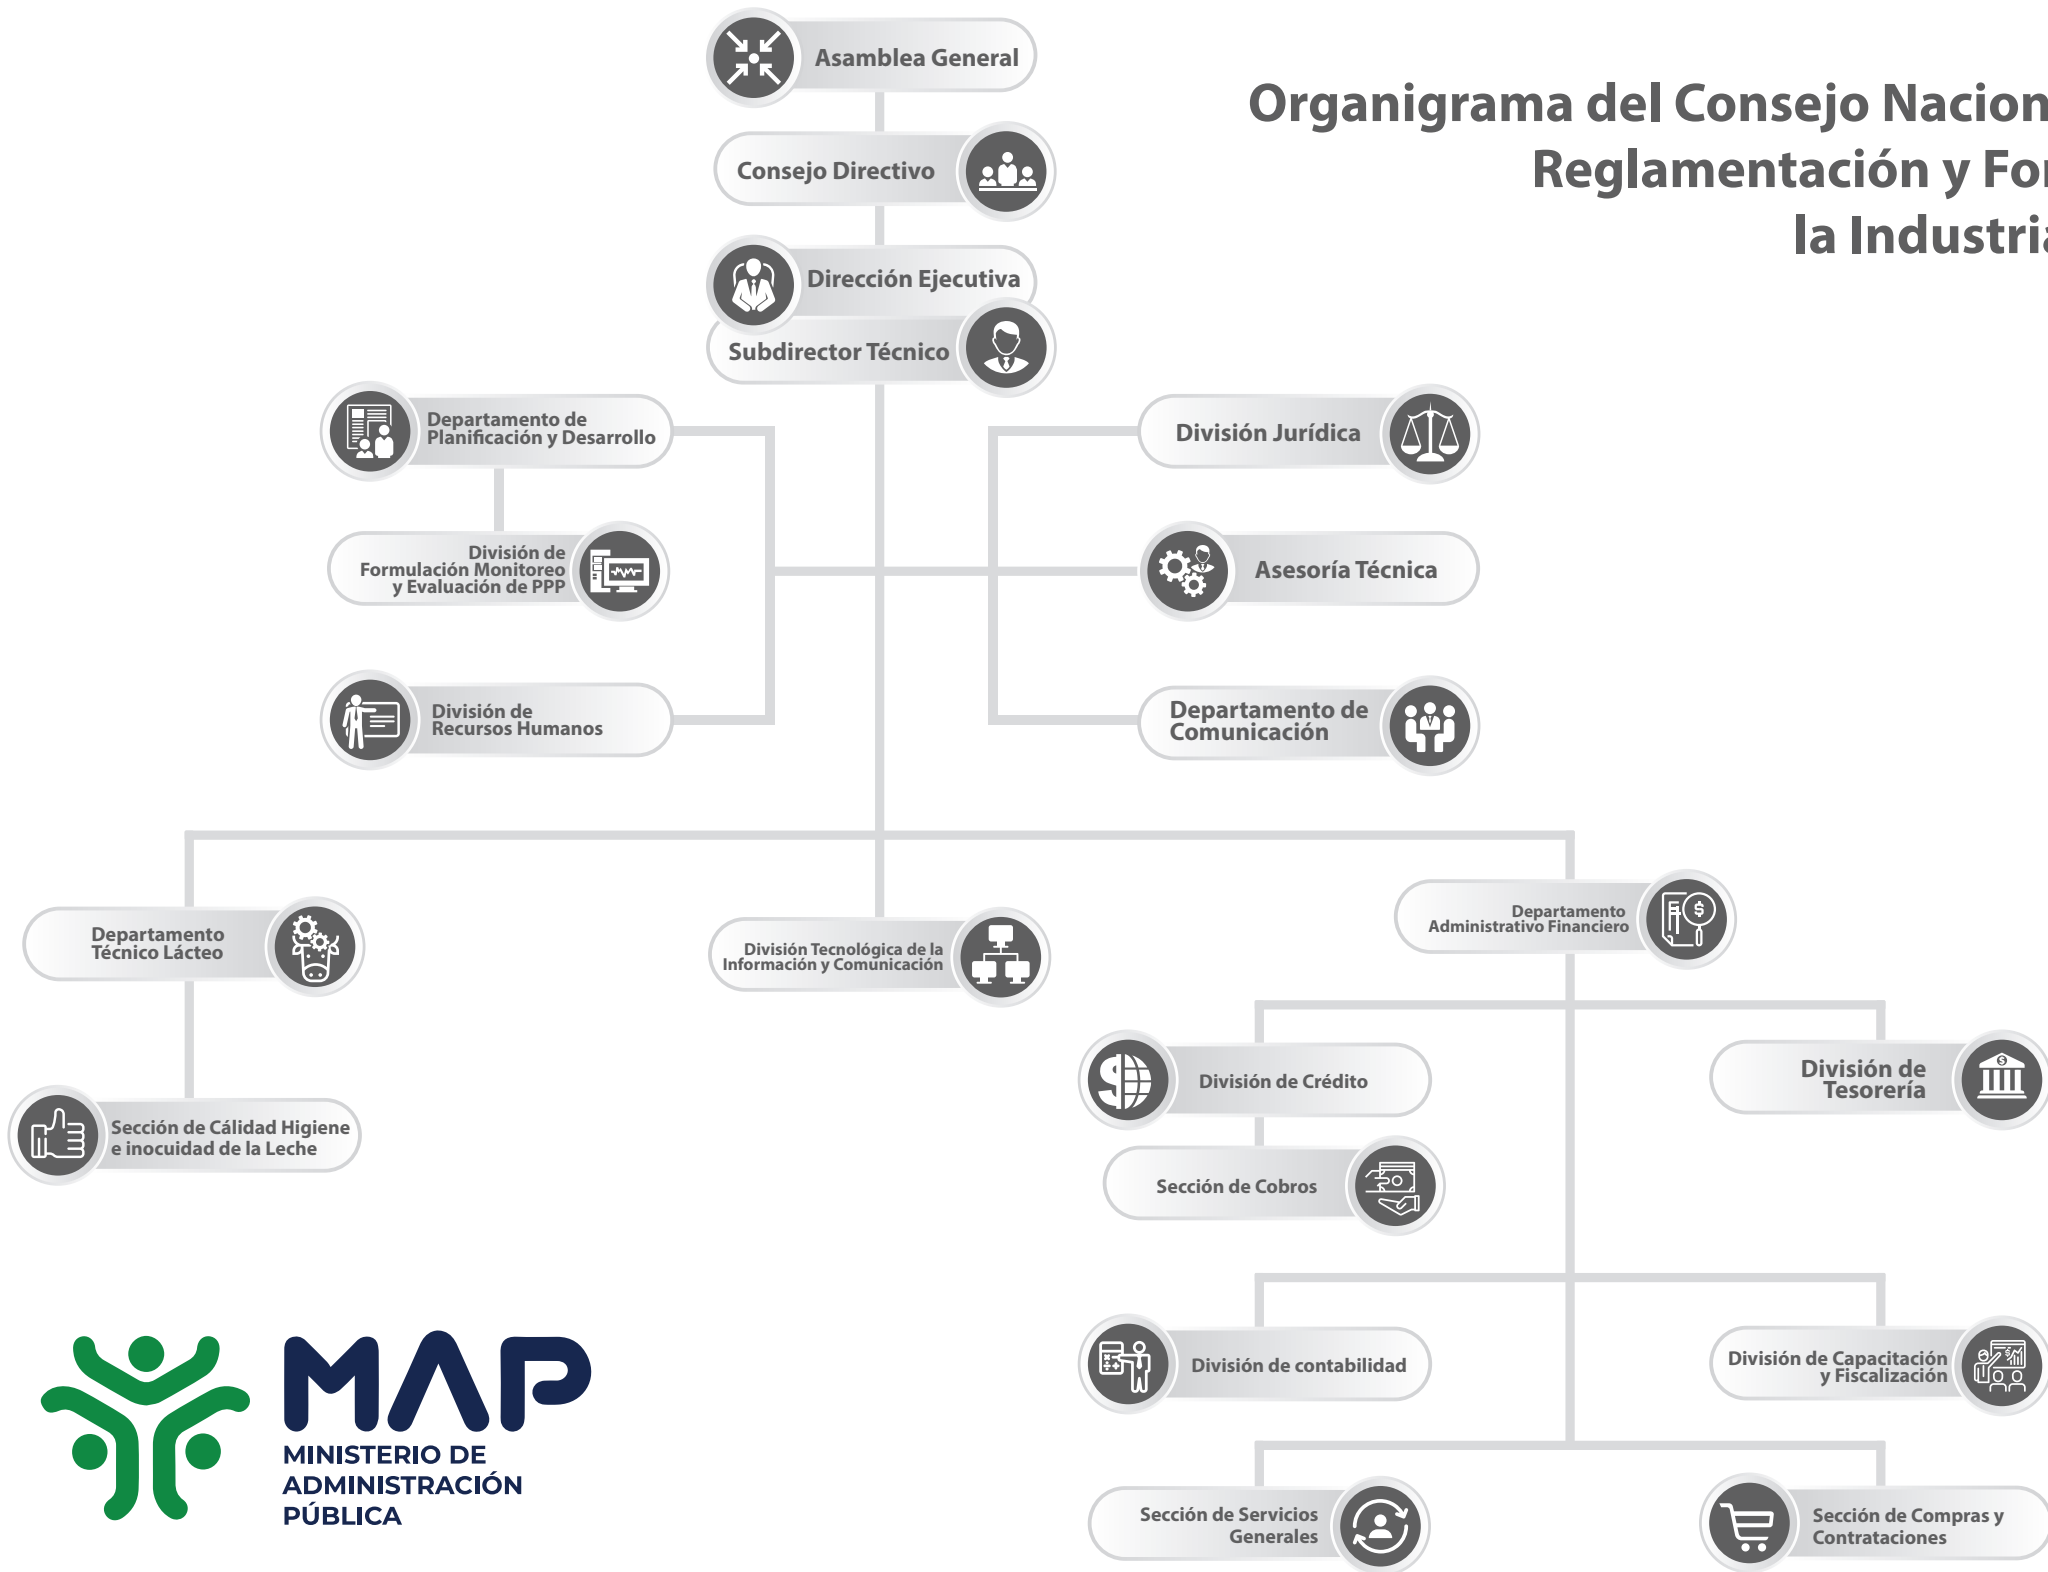 Asamblea General
Organigrama del Consejo Nacion
Reglamentación y For
la Industria
Consejo Directivo
Dirección Ejecutiva
Subdirector Técnico
Departamento de
Planificación y Desarrollo
División Jurídica
División de
Formulación Monitoreo
y Evaluación de PPP
Asesoría Técnica
División de
Recursos Humanos
Departamento de
Comunicación
Departamento
Técnico Lácteo
División Tecnológica de la
Información y Comunicación
Departamento
Administrativo Financiero
División de Crédito
División de
Tesorería
Sección de Cálidad Higiene
e inocuidad de la Leche
Sección de Cobros
División de contabilidad
División de Capacitación
y Fiscalización
Sección de Servicios
Generales
Sección de Compras y
Contrataciones
MAP
MINISTERIO DE
ADMINISTRACIÓN
PÚBLICA